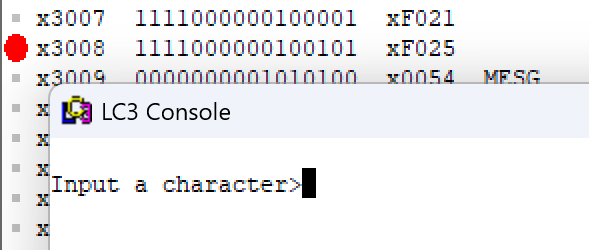 x3007 1111000000100001 xF021
x3008 1111000000100101 xF025
x3009 0000000001010100 x0054 MESG
x
LC3 Console
x
x
Input a character>
x
x